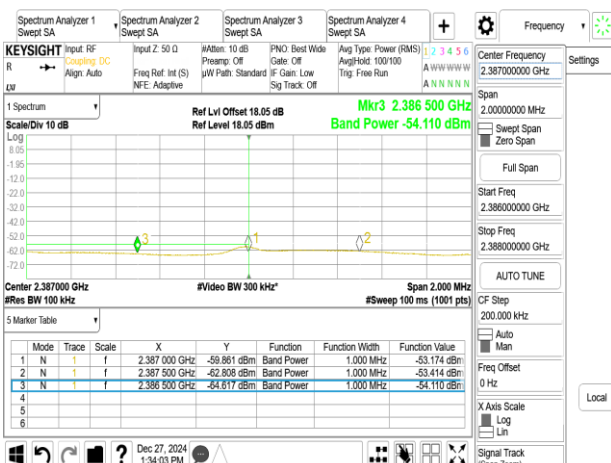 Spectrum Analyzer 1
Swept SA
Spectrum Analyzer 2
Swept SA
Spectrum Analyzer 3
Swept SA
Spectrum Analyzer 4
Swept SA
Frequency
KEYSIGHT
R
Input: RF
Coupling: DC
Align: Auto
Input Z: 50 Ω
Freq Ref: Int (S)
NFE: Adaptive
#Atten: 10 dB
Preamp: Off
µW Path: Standard
PNO: Best Wide
Gate: Off
IF Gain: Low
Sig Track: Off
Avg Type: Power (RMS)
Avg|Hold: 100/100
Trig: Free Run
1 2 3 4 5 6
A W W W W W
A N N N N N
1 Spectrum
Scale/Div 10 dB
Ref Lvl Offset 18.05 dB
Ref Level 18.05 dBm
Mkr3 2.386 500 GHz
Band Power -54.110 dBm
Log
8.05
-1.95
-12.0
-22.0
-32.0
-42.0
-52.0
-62.0
-72.0
3
1
2
Center 2.387000 GHz
#Res BW 100 kHz
#Video BW 300 kHz*
Span 2.000 MHz
#Sweep 100 ms (1001 pts)
5 Marker Table
Mode Trace Scale X Y Function Function Width Function Value
1 N 1 f 2.387 000 GHz -59.861 dBm Band Power 1.000 MHz -53.174 dBm
2 N 1 f 2.387 500 GHz -62.808 dBm Band Power 1.000 MHz -53.414 dBm
3 N 1 f 2.386 500 GHz -64.617 dBm Band Power 1.000 MHz -54.110 dBm
4
5
6
Dec 27, 2024
1:34:03 PM
Center Frequency
2.387000000 GHz
Settings
Span
2.00000000 MHz
Swept Span
Zero Span
Full Span
Start Freq
2.386000000 GHz
Stop Freq
2.388000000 GHz
AUTO TUNE
CF Step
200.000 kHz
Auto
Man
Freq Offset
0 Hz
Local
X Axis Scale
Log
Lin
Signal Track